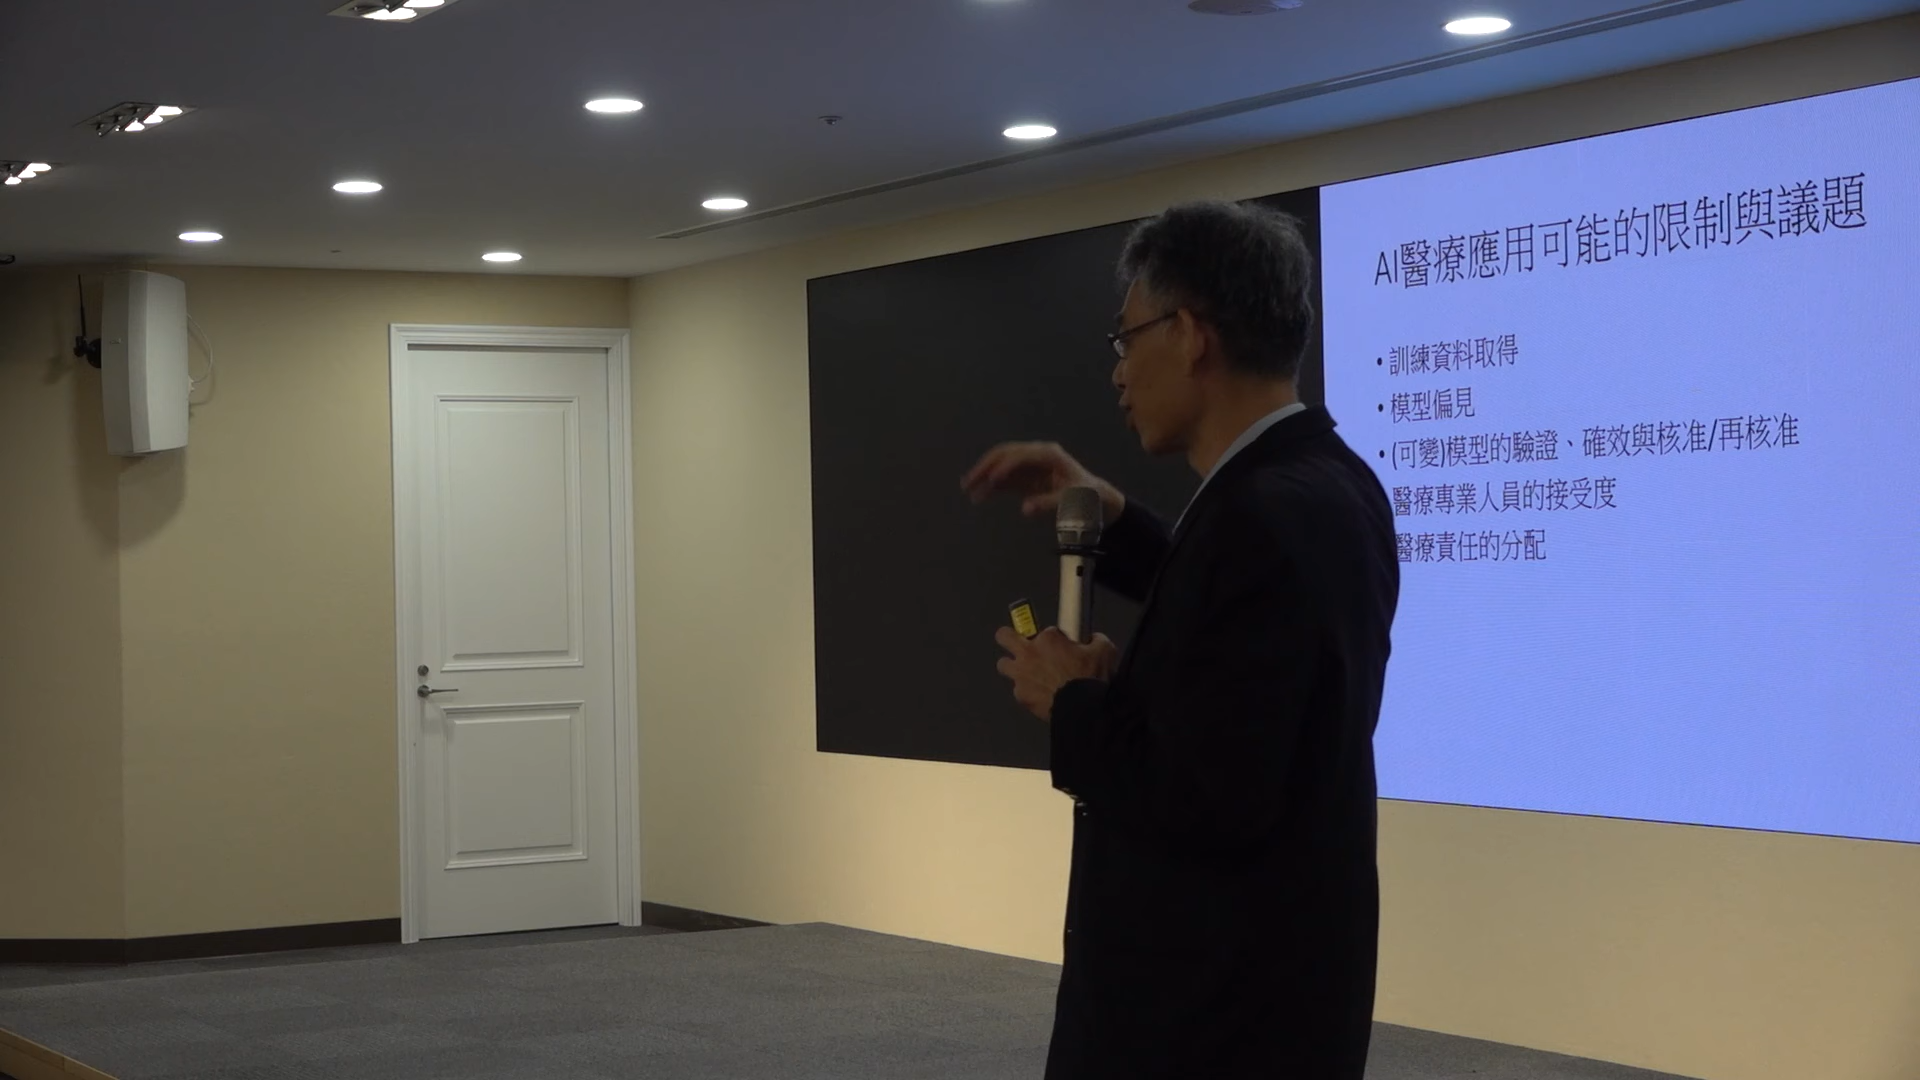 AI醫療應用可能的限制與議題
• 訓練資料取得
• 模型偏見
• (可變)模型的驗證、確效與核准/再核准
醫療專業人員的接受度
醫療責任的分配